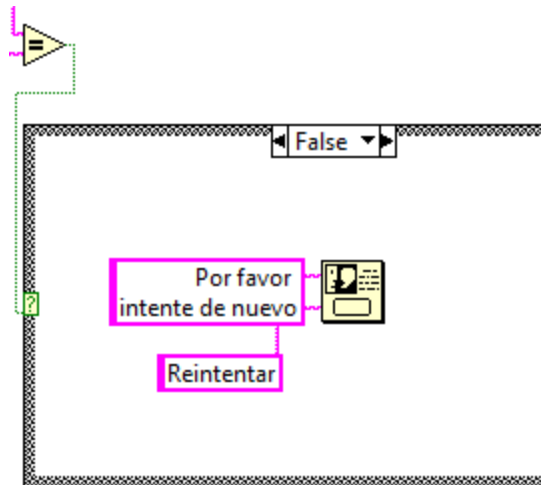 =
False
?
Por favor
intente de nuevo
Reintentar